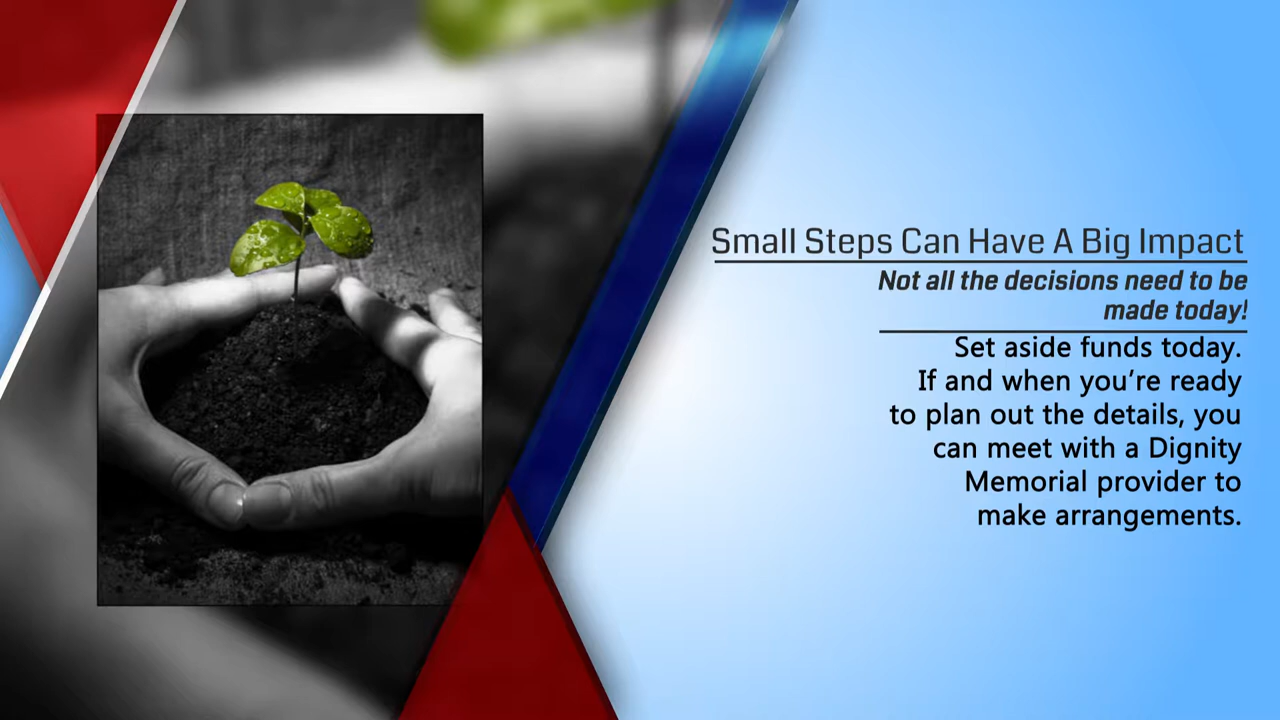 Small Steps Can Have A Big Impact
Not all the decisions need to be
made today!
Set aside funds today.
If and when you’re ready
to plan out the details, you
can meet with a Dignity
Memorial provider to
make arrangements.